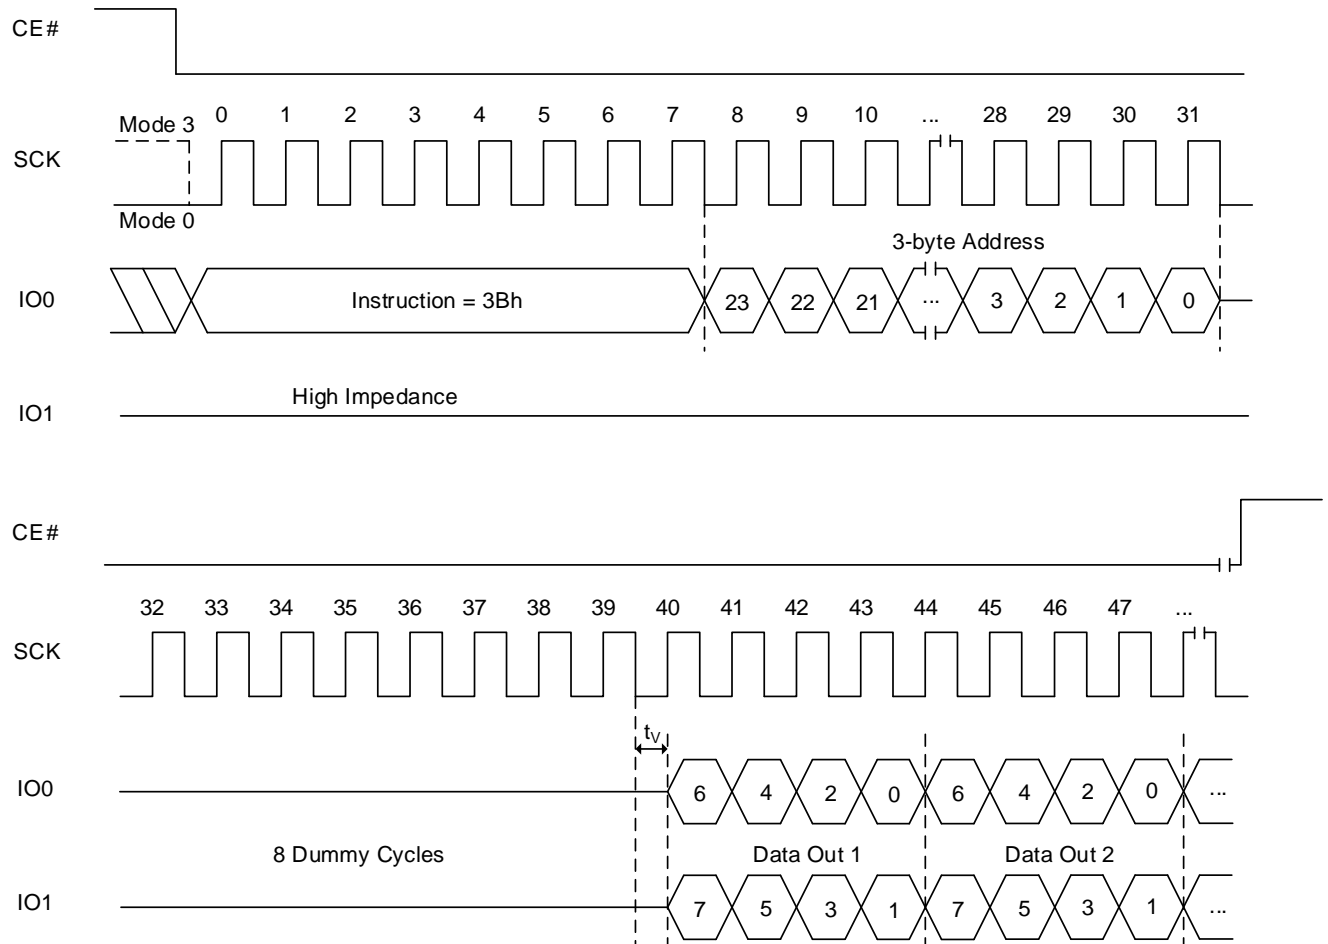 CE#
Mode 3
0 1 2 3 4 5 6 7 8 9 10 ... 28 29 30 31
SCK
Mode 0
3-byte Address
IO0
Instruction = 3Bh
23 22 21 ... 3 2 1 0
High Impedance
IO1
CE#
32 33 34 35 36 37 38 39 40 41 42 43 44 45 46 47 ...
SCK
tV
IO0
6 4 2 0 6 4 2 0 ...
8 Dummy Cycles
Data Out 1
Data Out 2
IO1
7 5 3 1 7 5 3 1 ...